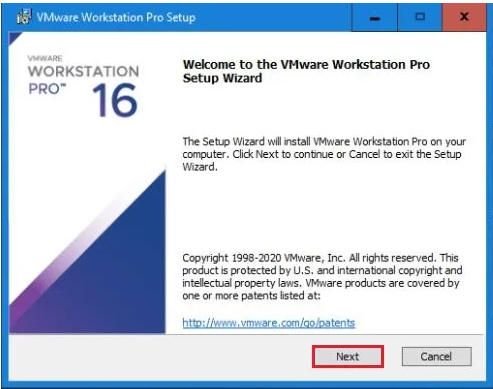 VMware Workstation Pro Setup
VMWARE
WORKSTATION
PRO™ 16
Welcome to the VMware Workstation Pro
Setup Wizard
The Setup Wizard will install VMware Workstation Pro on your
computer. Click Next to continue or Cancel to exit the Setup
Wizard.
Copyright 1998-2020 VMware, Inc. All rights reserved. This
product is protected by U.S. and international copyright and
intellectual property laws. VMware products are covered by
one or more patents listed at:
http://www.vmware.com/go/patents
Next Cancel